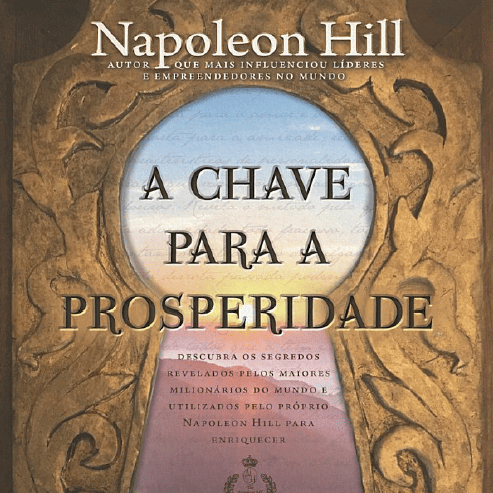 Napoleon Hill
AUTOR QUE MAIS INFLUENCIOU LÍDERES
E EMPREENDEDORES NO MUNDO
A CHAVE
PARA A
PROSPERIDADE
DESCUBRA OS SEGREDOS
REVELADOS PELOS MAIORES
MILIONÁRIOS DO MUNDO E
UTILIZADOS PELO PRÓPRIO
NAPOLEON HILL PARA
ENRIQUECER